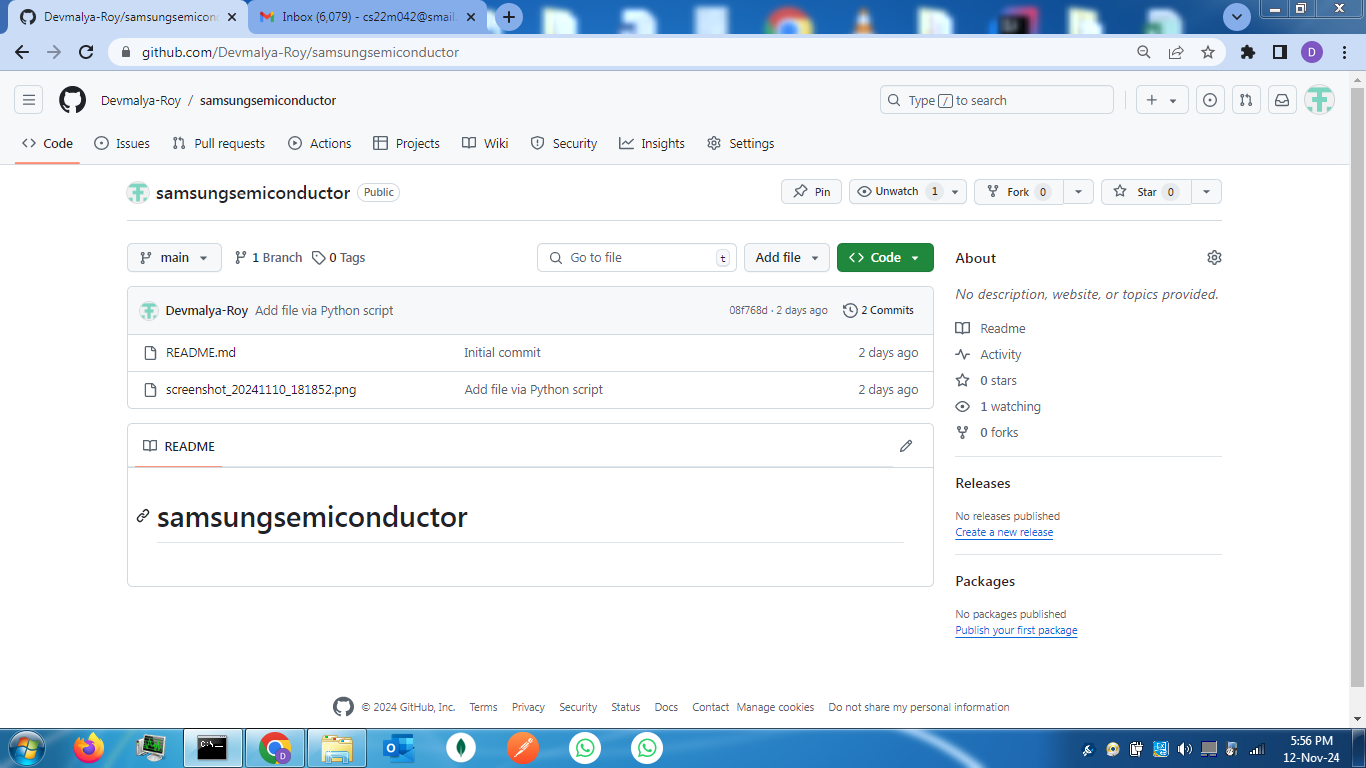 Devmalya-Roy/samsungsemicond
Inbox (6,079) - cs22m042@smail.
github.com/Devmalya-Roy/samsungsemiconductor
D
Devmalya-Roy / samsungsemiconductor
Type / to search
Code Issues Pull requests Actions Projects Wiki Security Insights Settings
samsungsemiconductor Public
Pin Unwatch 1 Fork 0 Star 0
main 1 Branch 0 Tags Go to file t Add file Code
Devmalya-Roy Add file via Python script 08f768d · 2 days ago 2 Commits
README.md Initial commit 2 days ago
screenshot_20241110_181852.png Add file via Python script 2 days ago
README
samsungsemiconductor
About
No description, website, or topics provided.
Readme
Activity
0 stars
1 watching
0 forks
Releases
No releases published
Create a new release
Packages
No packages published
Publish your first package
© 2024 GitHub, Inc. Terms Privacy Security Status Docs Contact Manage cookies Do not share my personal information
5:56 PM
12-Nov-24